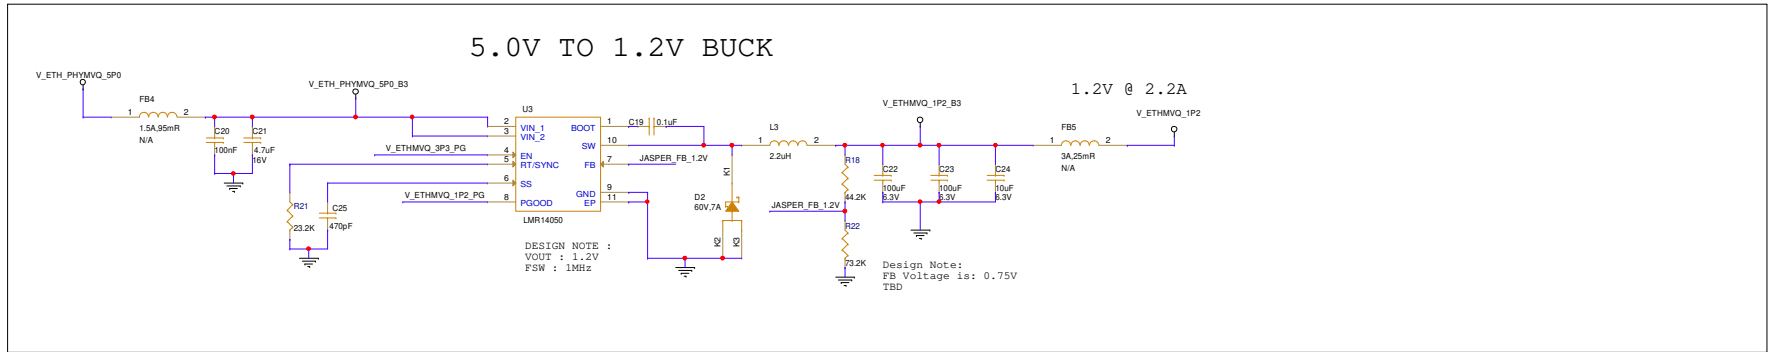 5.0V TO 1.2V BUCK
V_ETH_PHYMVQ_5P0
FB4
1 2
1.5A,95mR
N/A
C20
100nF
C21
4.7uF
16V
V_ETH_PHYMVQ_5P0_B3
U3
2 VIN_1
3 VIN_2
4 EN
5 RT/SYNC
6 SS
8 PGOOD
BOOT 1
SW 10
FB 7
GND 9
EP 11
LMR14050
V_ETHMVQ_3P3_PG
V_ETHMVQ_1P2_PG
R21
23.2K
C25
470pF
DESIGN NOTE :
VOUT : 1.2V
FSW : 1MHz
C19 0.1uF
JASPER_FB_1.2V
K1
D2
60V,7A
K2
K3
L3
1 2
2.2uH
R18
44.2K
JASPER_FB_1.2V
R22
73.2K
V_ETHMVQ_1P2_B3
C22
100uF
6.3V
C23
100uF
6.3V
C24
10uF
6.3V
Design Note:
FB Voltage is: 0.75V
TBD
1.2V @ 2.2A
FB5
1 2
3A,25mR
N/A
V_ETHMVQ_1P2